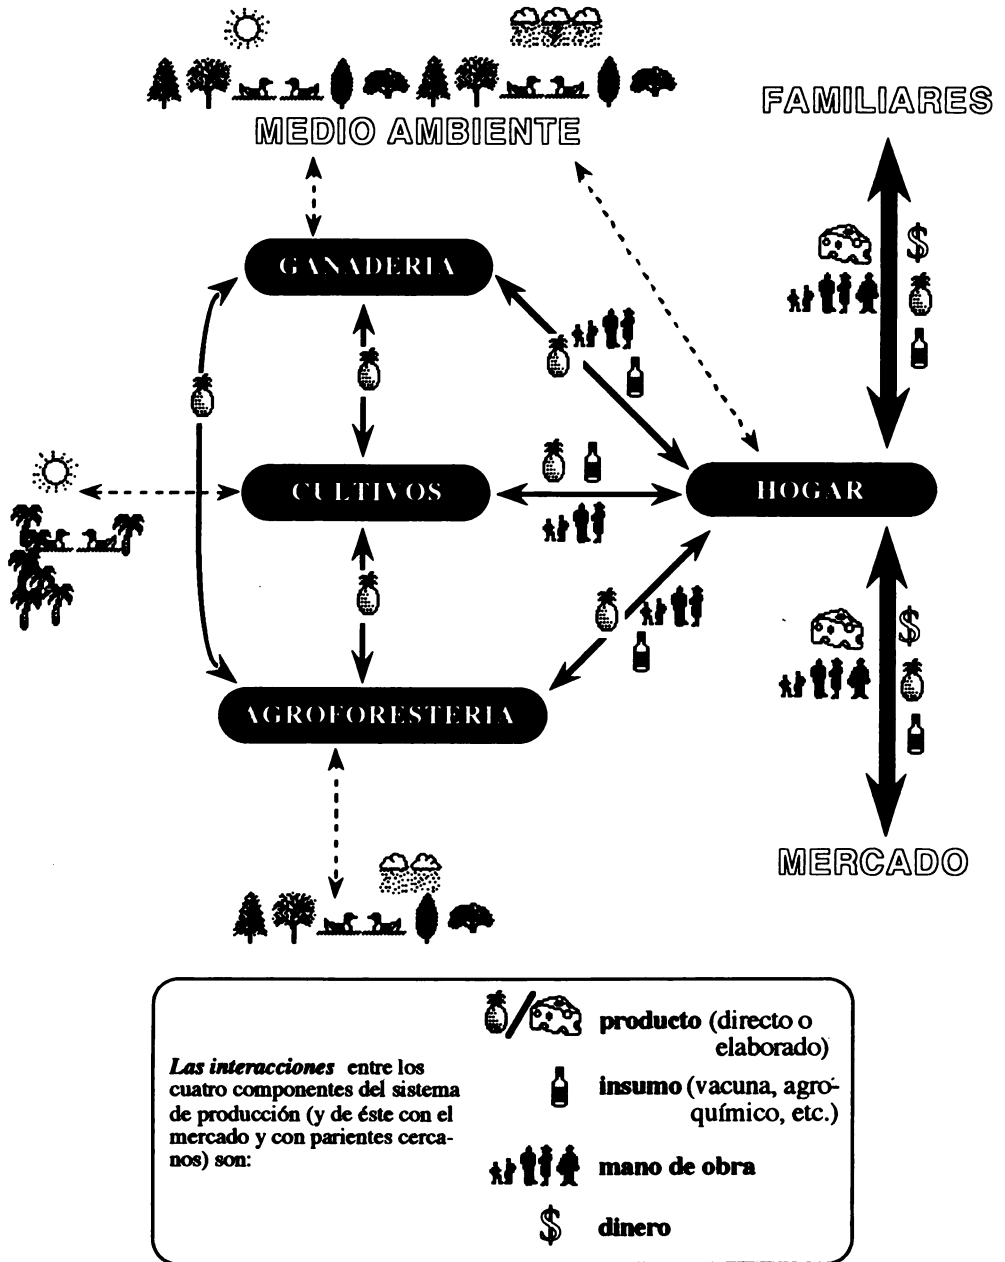 FAMILIARES
MEDIO AMBIENTE
$
GANADERIA
CULTIVOS
HOGAR
$
AGROFORESTERIA
MERCADO
Las interacciones entre los
cuatro componentes del sistema
de producción (y de éste con el
mercado y con parientes cerca-
nos) son:
producto (directo o
elaborado)
insumo (vacuna, agro-
químico, etc.)
mano de obra
$ dinero